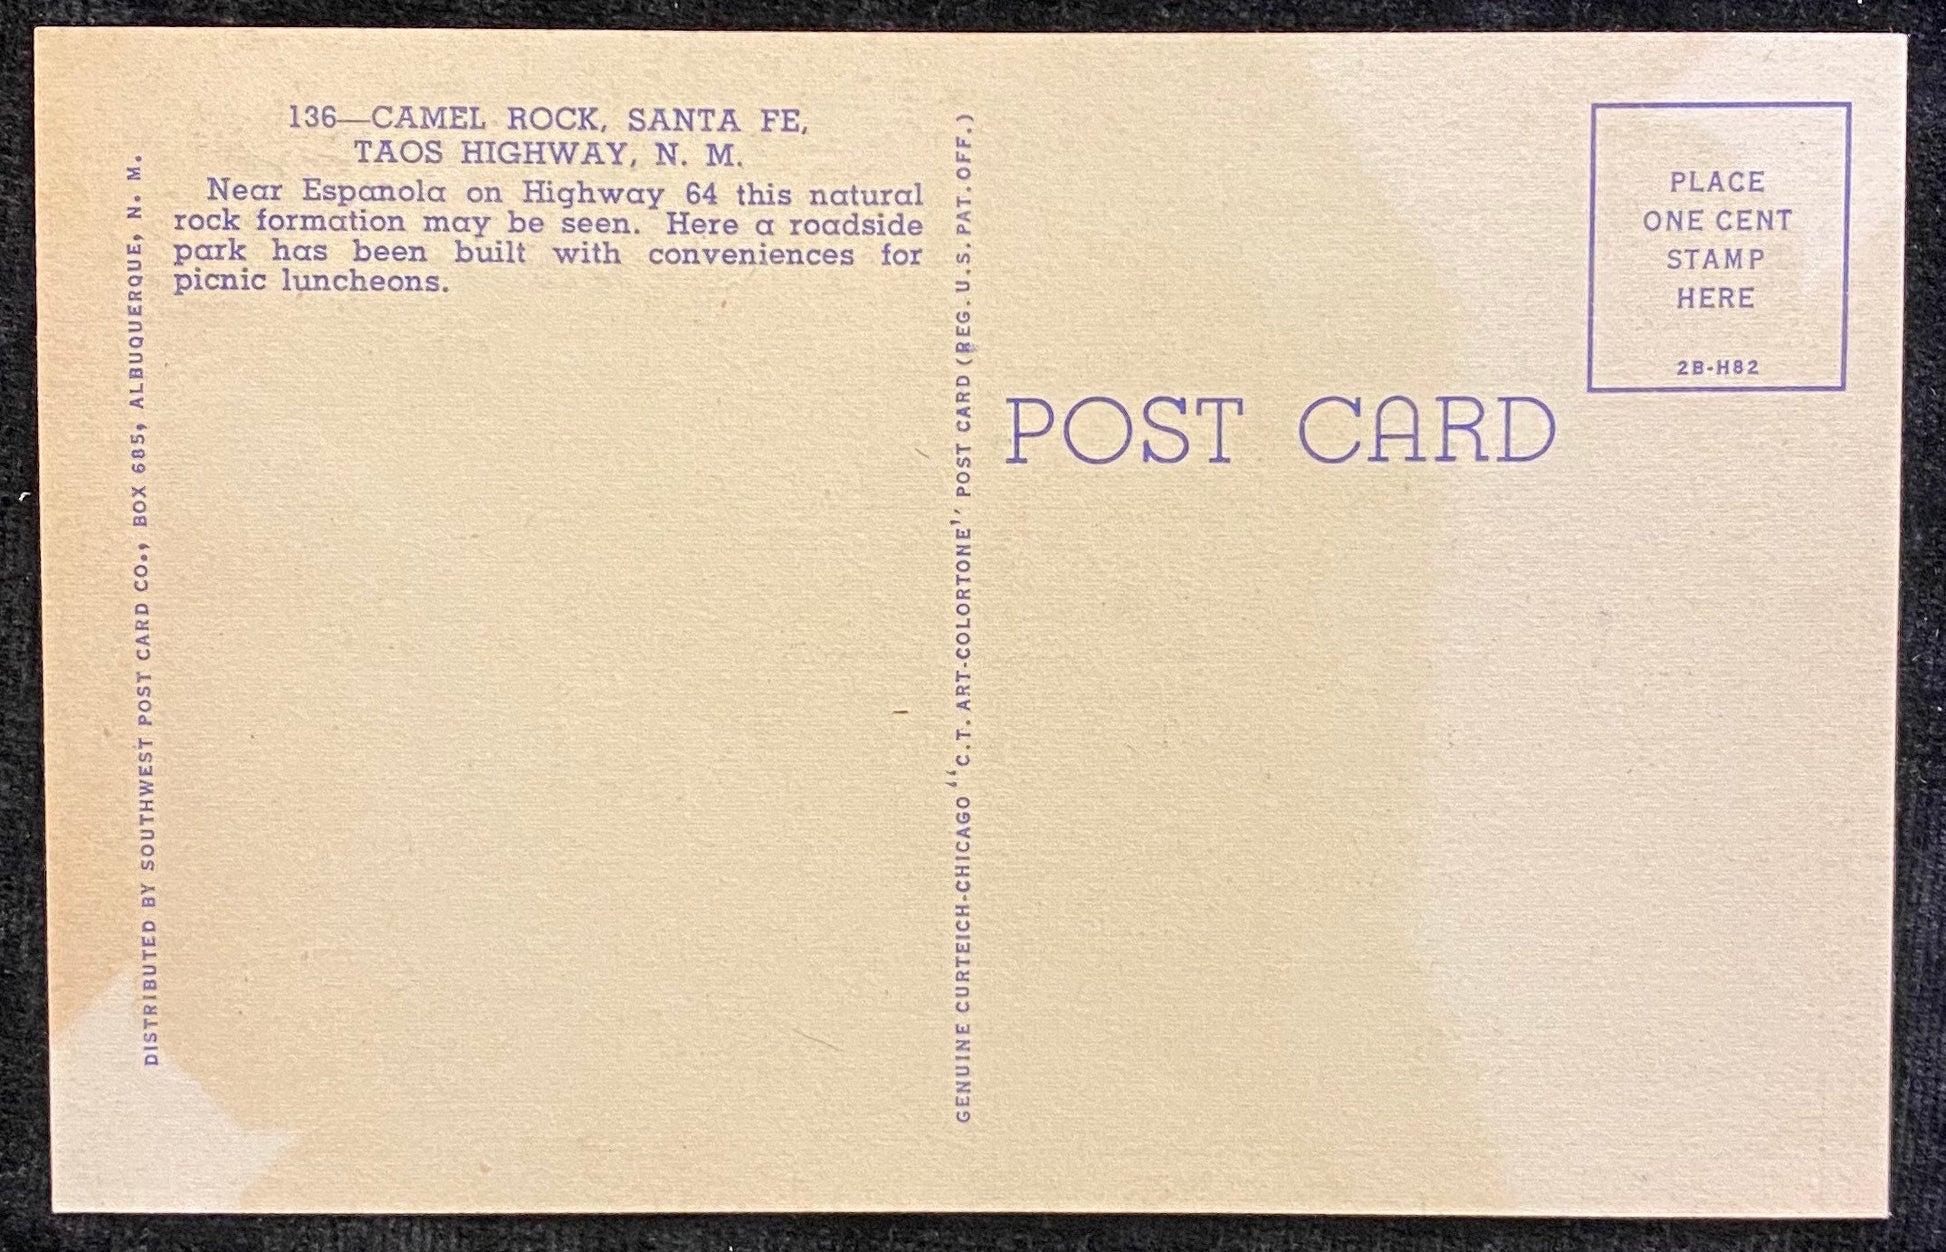 136—CAMEL ROCK, SANTA FE,
TAOS HIGHWAY, N. M.
Near Espanola on Highway 64 this natural
rock formation may be seen. Here a roadside
park has been built with conveniences for
picnic luncheons.
DISTRIBUTED BY SOUTHWEST POST CARD CO., BOX 685, ALBUQUERQUE, N. M.
GENUINE CURTEICH-CHICAGO "C.T. ART-COLORTONE" POST CARD (REG. U.S. PAT. OFF.)
POST CARD
PLACE
ONE CENT
STAMP
HERE
2B-H82